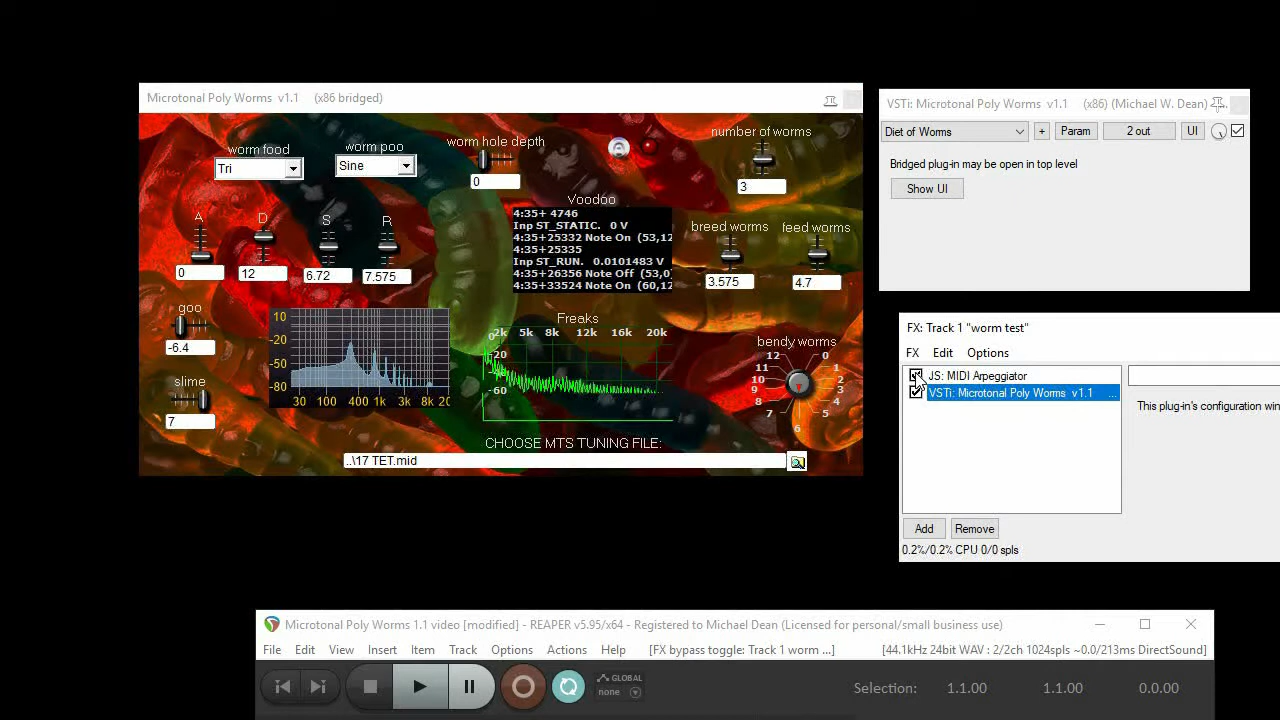 Microtonal Poly Worms v1.1 (x86 bridged)
worm food
Tri
worm poo
Sine
worm hole depth
0
number of worms
3
A
0
D
12
S
6.72
R
7.575
Voodoo
4:35+ 4746
Inp ST_STATIC. 0 V
4:35+25332 Note On (53,12
4:35+25335
Inp ST_RUN. 0.0101483 V
4:35+26356 Note Off (53,0
4:35+33524 Note On (60,12
breed worms
3.575
feed worms
4.7
goo
-6.4
slime
7
10
-20
-50
-80
30 100 400 1k 3k 8k 20
Freaks
2k 5k 8k 12k 16k 20k
0
-20
-60
bendy worms
12 0
11 1
10 2
9 3
8 4
7 5
6
CHOOSE MTS TUNING FILE:
..\17 TET.mid
VSTi: Microtonal Poly Worms v1.1 (x86) (Michael W. Dean) ...
Diet of Worms
+
Param
2 out
UI
Bridged plug-in may be open in top level
Show UI
FX: Track 1 "worm test"
FX Edit Options
JS: MIDI Arpeggiator
VSTi: Microtonal Poly Worms v1.1 ...
This plug-in's configuration win
Add
Remove
0.2%/0.2% CPU 0/0 spls
Microtonal Poly Worms 1.1 video [modified] - REAPER v5.95/x64 - Registered to Michael Dean (Licensed for personal/small business use)
File Edit View Insert Item Track Options Actions Help [FX bypass toggle: Track 1 worm ...] [44.1kHz 24bit WAV : 2/2ch 1024spls ~0.0/213ms DirectSound]
GLOBAL
none
Selection: 1.1.00 1.1.00 0.0.00